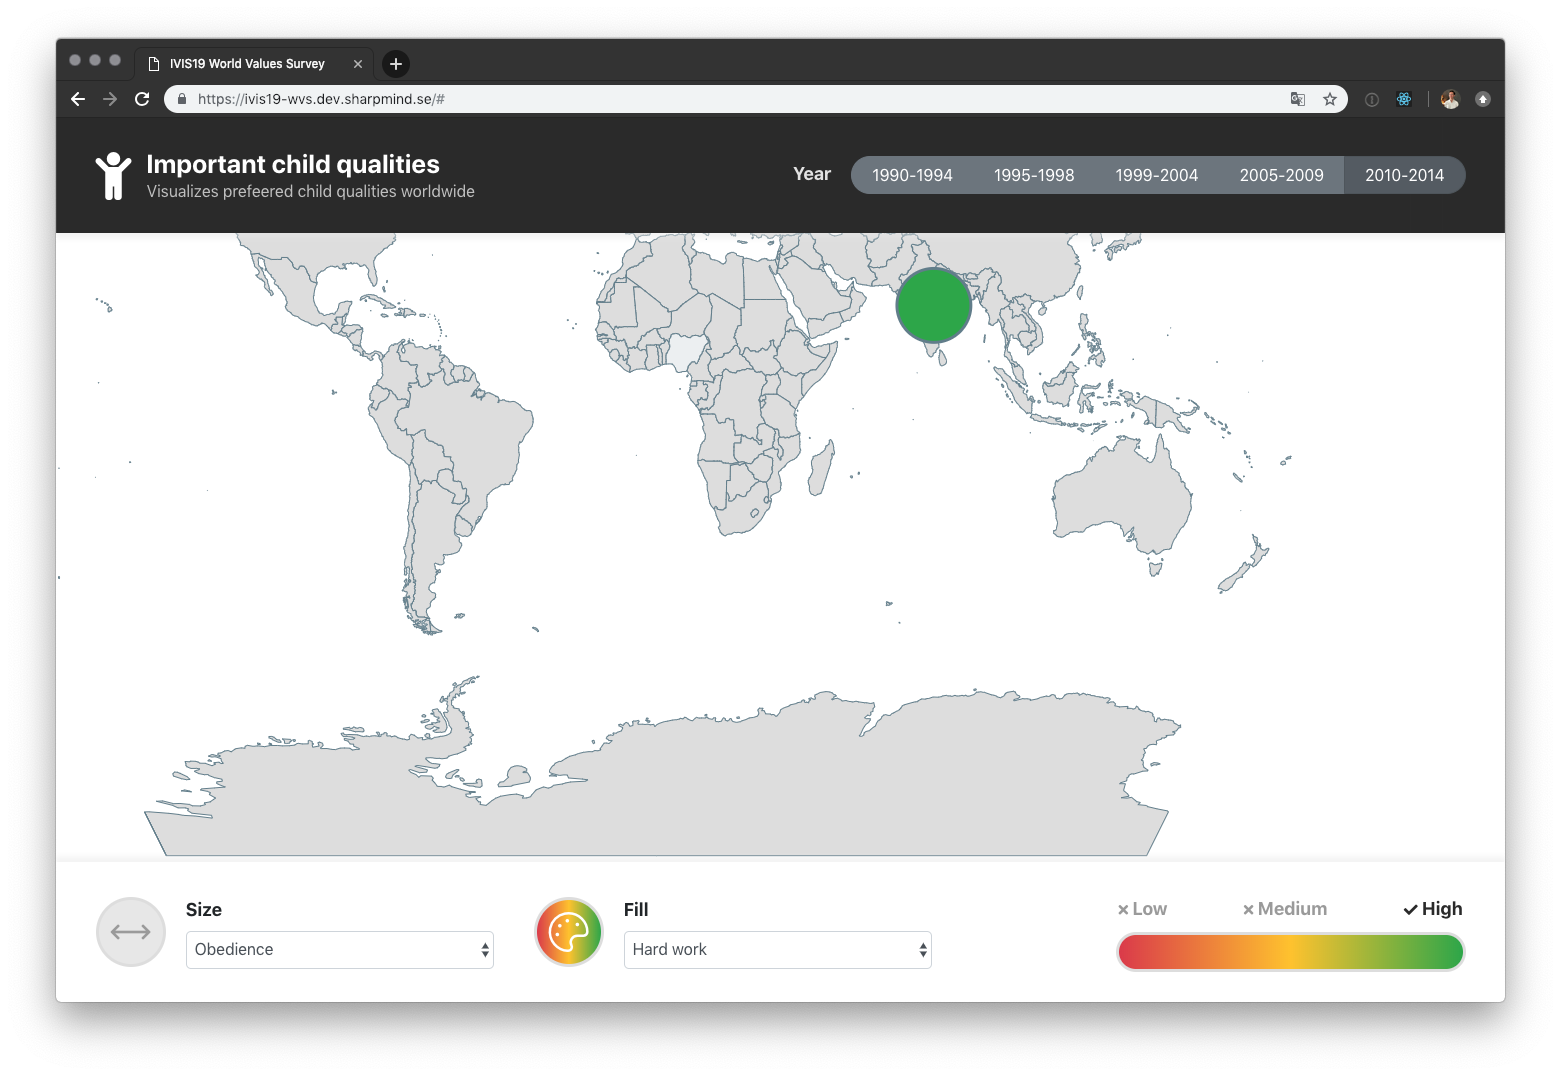 IVIS19 World Values Survey
https://ivis19-wvs.dev.sharpmind.se/#
Important child qualities
Visualizes prefeered child qualities worldwide
Year
1990-1994 1995-1998 1999-2004 2005-2009 2010-2014
Size
Obedience
Fill
Hard work
Low Medium High